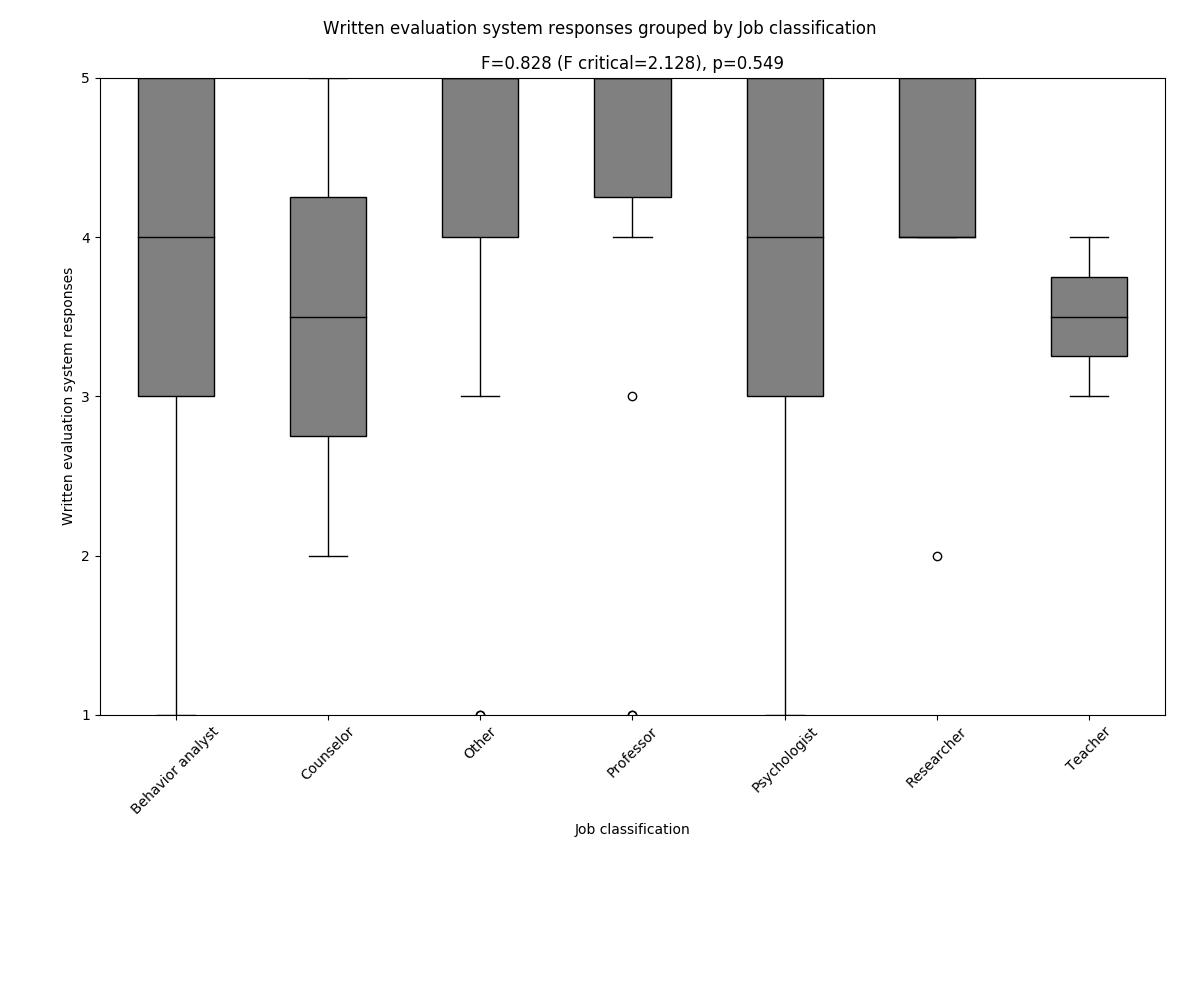 Written evaluation system responses grouped by Job classification
F=0.828 (F critical=2.128), p=0.549
5
4
3
2
1
Written evaluation system responses
Behavior analyst
Counselor
Other
Professor
Psychologist
Researcher
Teacher
Job classification